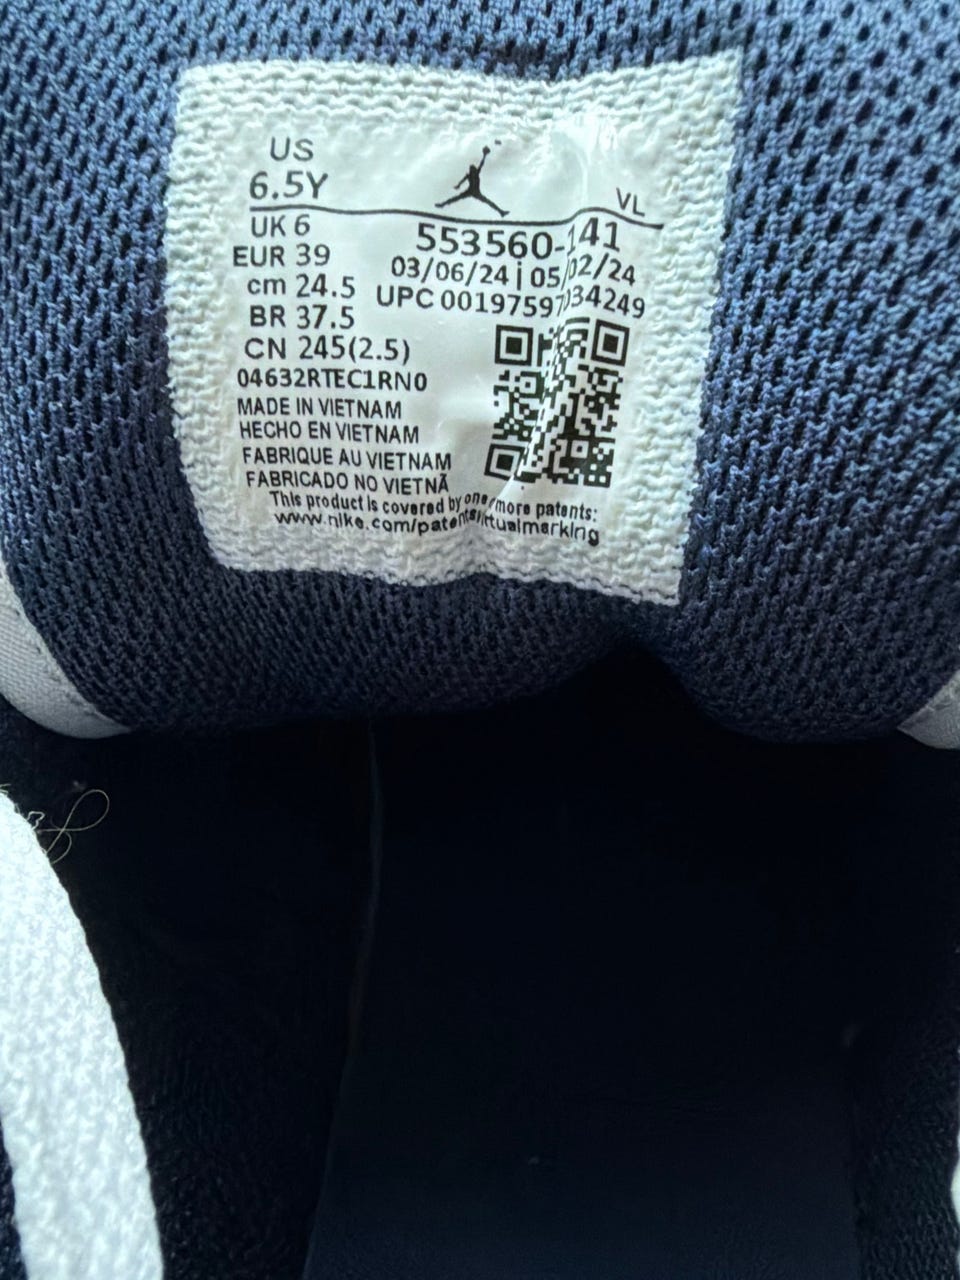 US
6.5Y
VL
UK 6
EUR 39
cm 24.5
BR 37.5
CN 245(2.5)
553560-141
03/06/24 | 05/02/24
UPC 00197597034249
04632RTEC1RN0
MADE IN VIETNAM
HECHO EN VIETNAM
FABRIQUE AU VIETNAM
FABRICADO NO VIETNÃ
This product is covered by one more patents:
www.nike.com/patents/virtualmarking